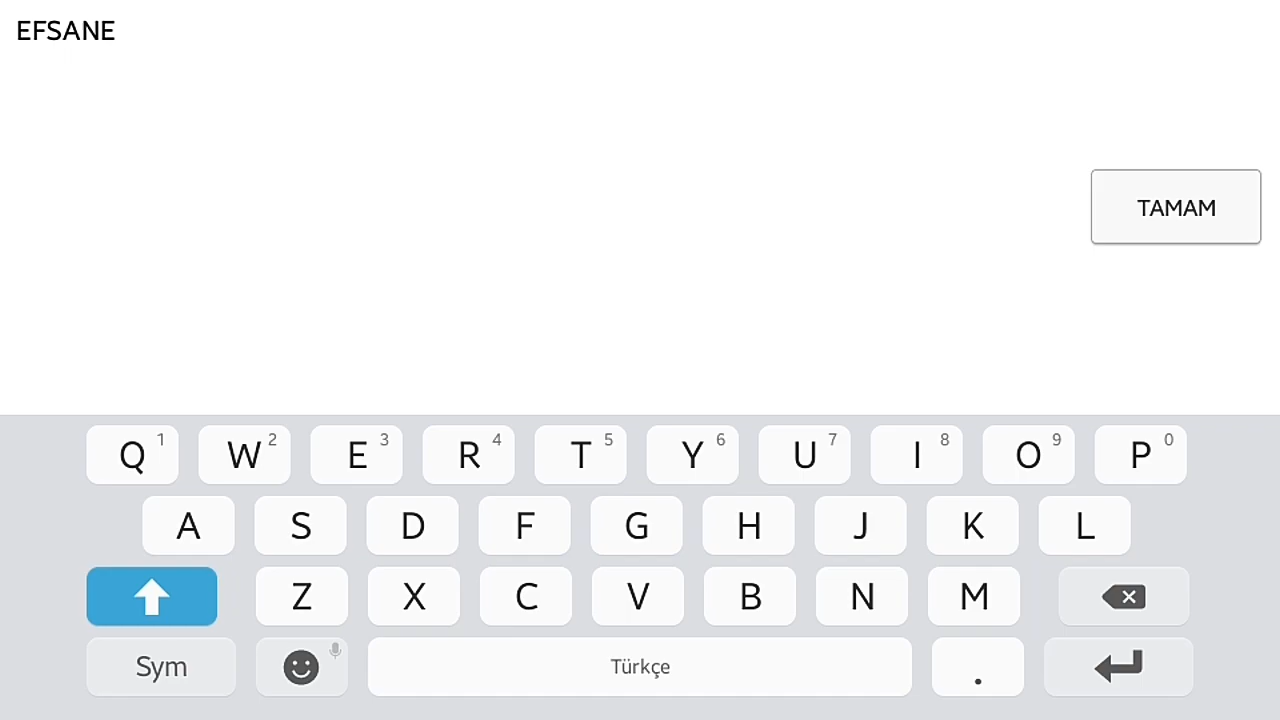 EFSANE
TAMAM
Q 1 W 2 E 3 R 4 T 5 Y 6 U 7 I 8 O 9 P 0
A S D F G H J K L
Z X C V B N M
Sym Türkçe .